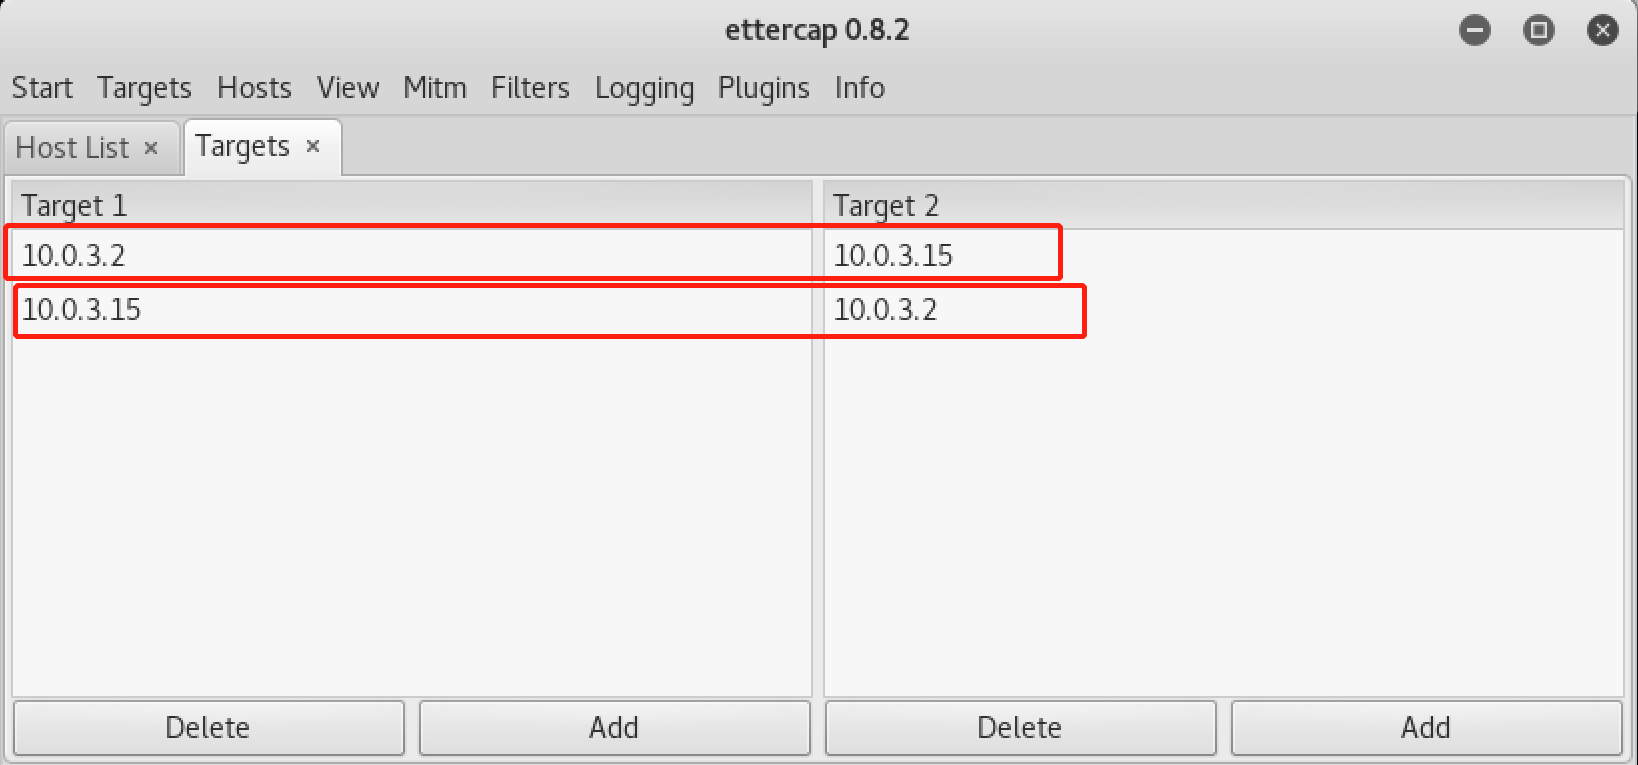 ettercap 0.8.2
Start Targets Hosts View Mitm Filters Logging Plugins Info
Host List × Targets ×
Target 1 Target 2
10.0.3.2 10.0.3.15
10.0.3.15 10.0.3.2
Delete Add Delete Add